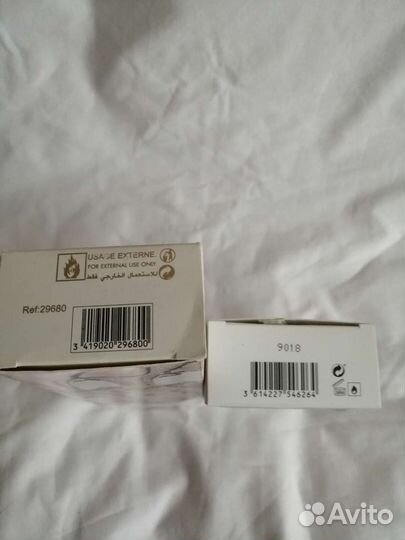 USAGE EXTERNE.
FOR EXTERNAL USE ONLY.
للاستعمال الخارجي فقط
Ref:29680
3 419020 296800
9018
3 614227 546264
Avito